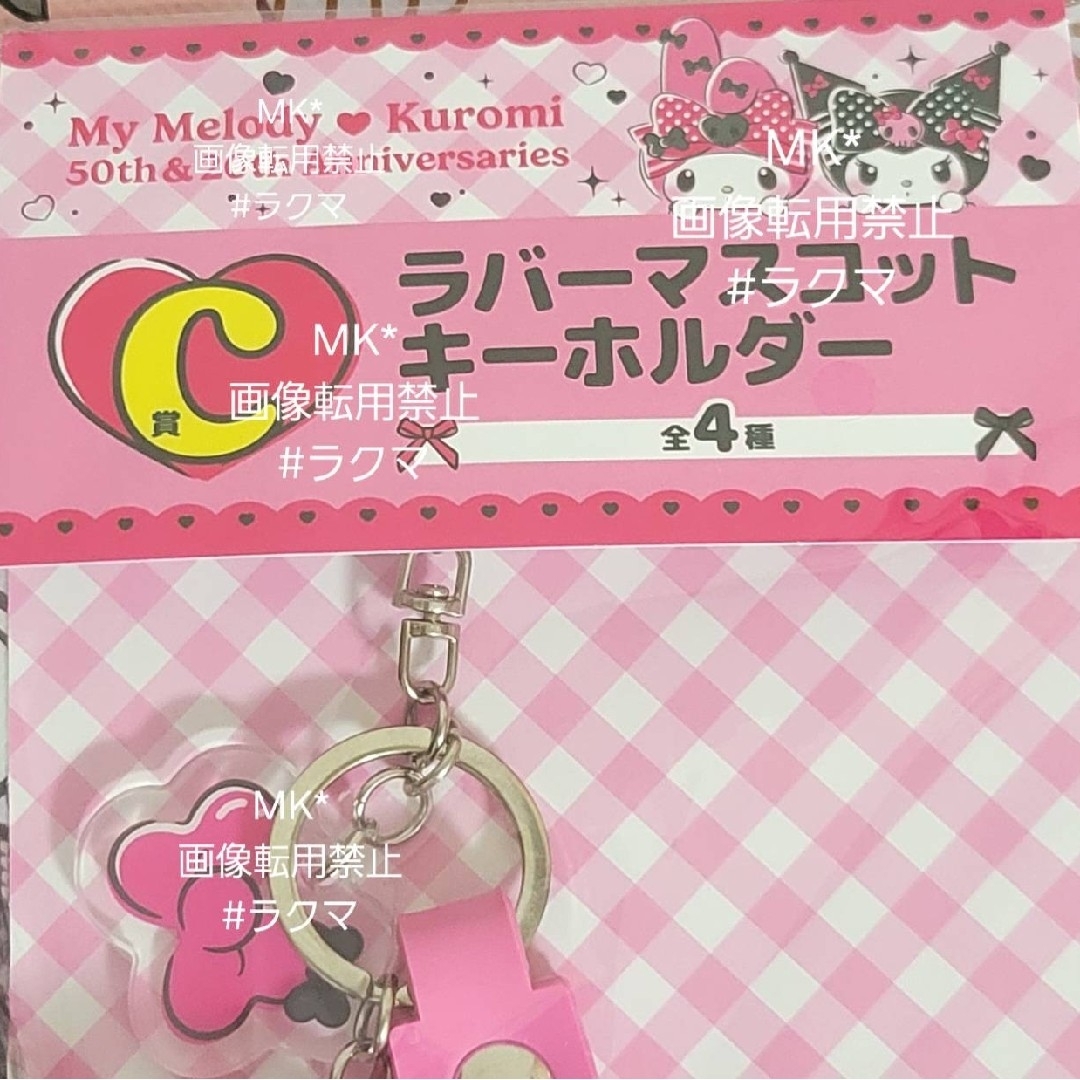 My Melody ♥ Kuromi
50th & 20th Anniversaries
MK*
画像転用禁止
#ラクマ
MK*
画像転用禁止
#ラクマ
C賞
ラバーマスコット
キーホルダー
全4種
MK*
画像転用禁止
#ラクマ
MK*
画像転用禁止
#ラクマ